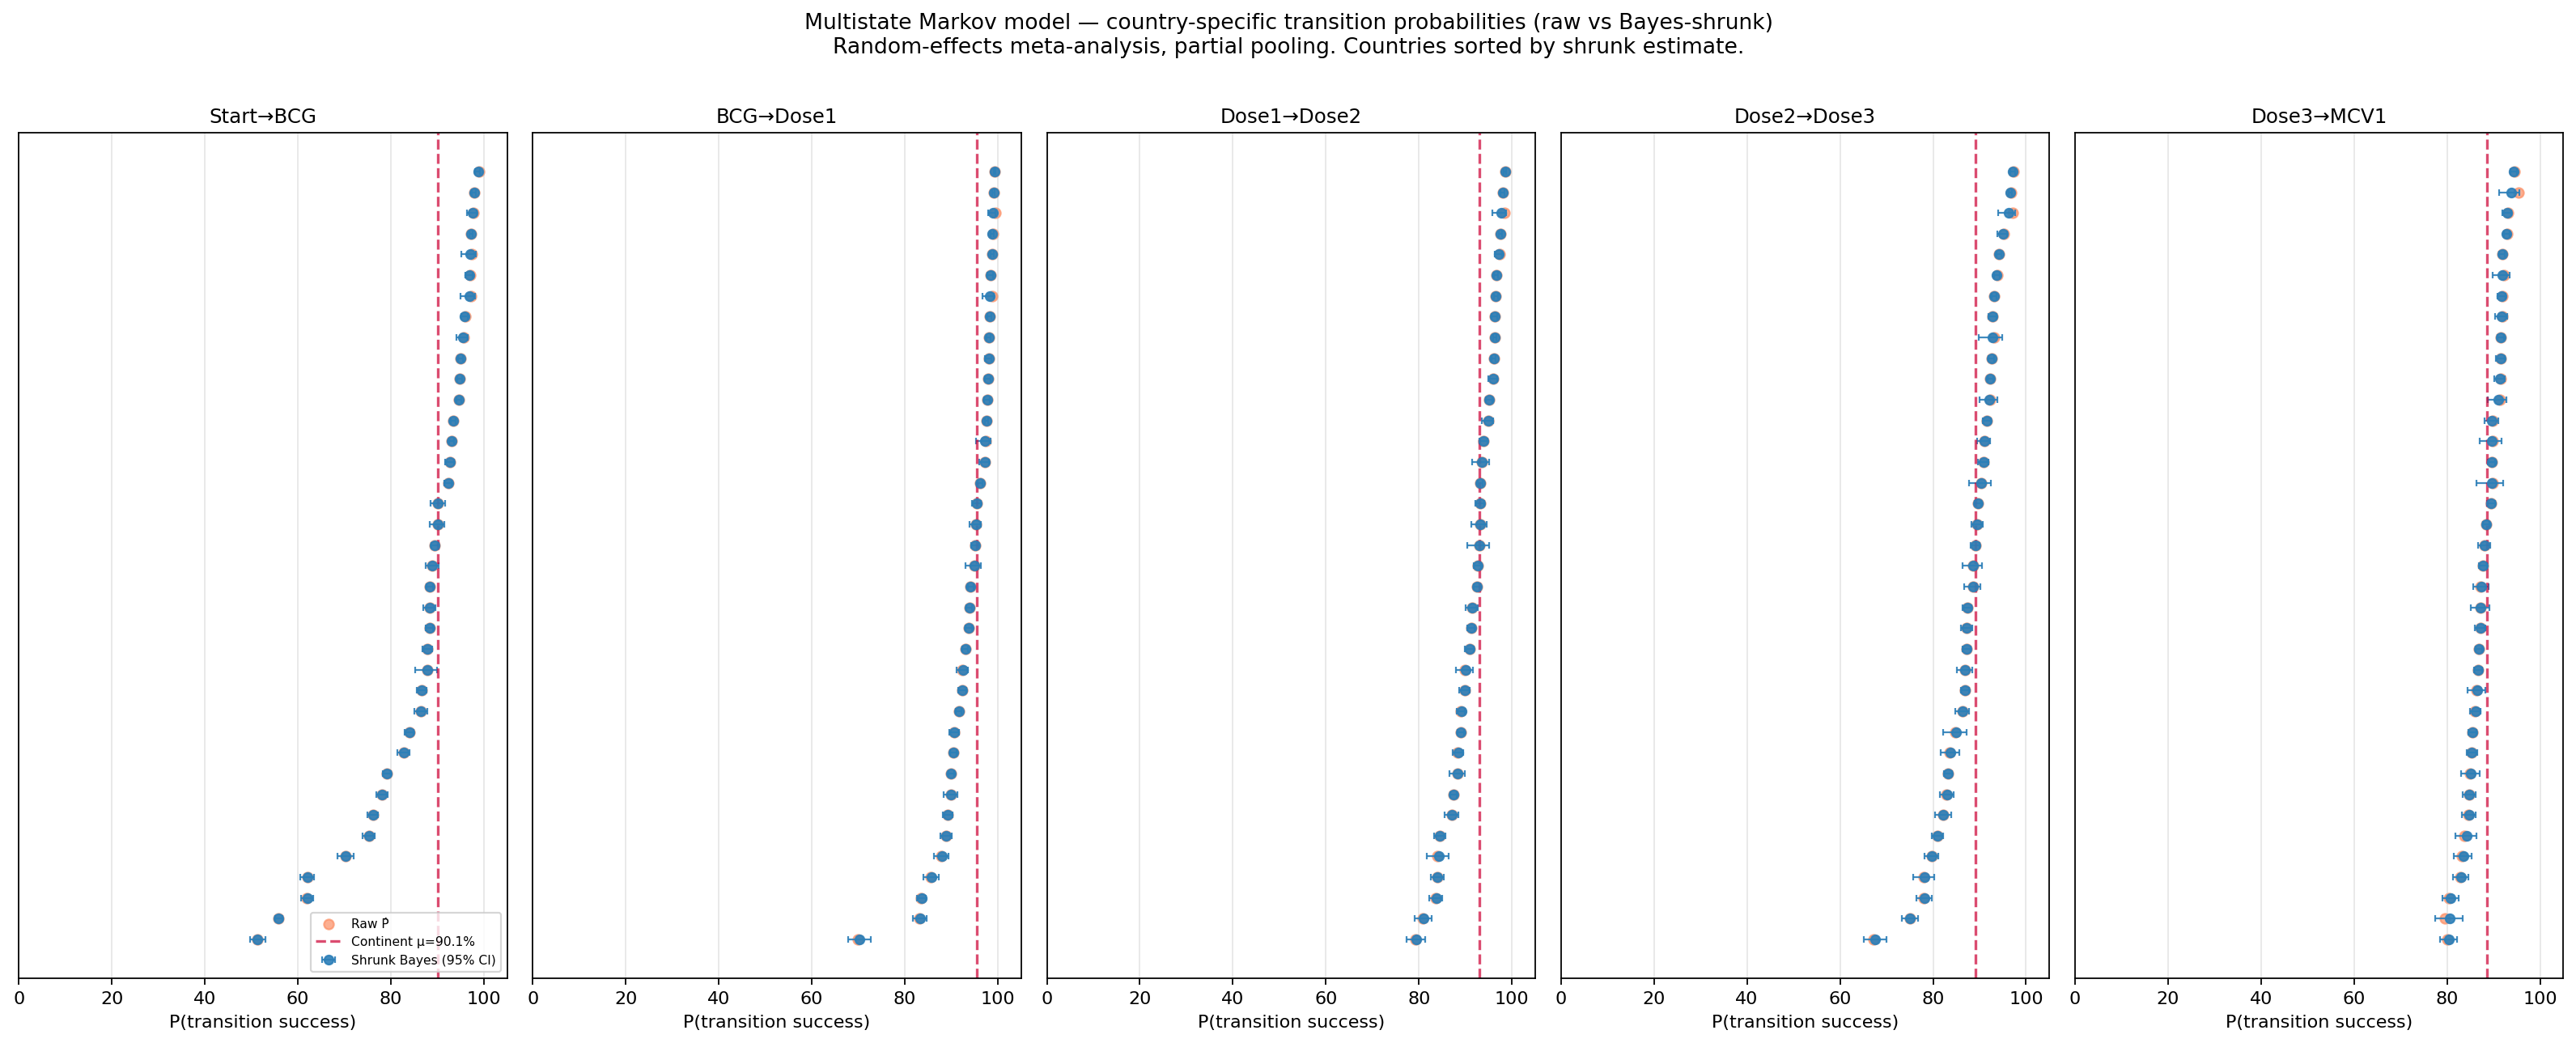 Multistate Markov model — country-specific transition probabilities (raw vs Bayes-shrunk)
Random-effects meta-analysis, partial pooling. Countries sorted by shrunk estimate.
Start→BCG
BCG→Dose1
Dose1→Dose2
Dose2→Dose3
Dose3→MCV1
Raw P̂
Continent μ=90.1%
Shrunk Bayes (95% CI)
0 20 40 60 80 100
0 20 40 60 80 100
0 20 40 60 80 100
0 20 40 60 80 100
0 20 40 60 80 100
P(transition success)
P(transition success)
P(transition success)
P(transition success)
P(transition success)